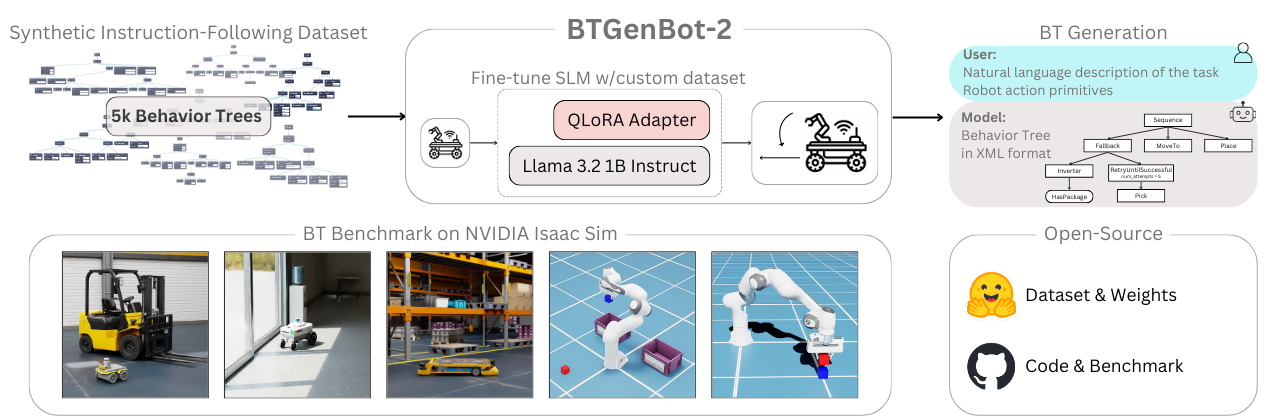 Synthetic Instruction-Following Dataset
5k Behavior Trees
BTGenBot-2
Fine-tune SLM w/custom dataset
QLoRA Adapter
Llama 3.2 1B Instruct
BT Generation
User:
Natural language description of the task
Robot action primitives
Model:
Behavior Tree
in XML format
Sequence
Fallback
MoveTo
Place
Inverter
RetryUntilSuccessful
num_attempts = 5
HasPackage
Pick
BT Benchmark on NVIDIA Isaac Sim
Open-Source
Dataset & Weights
Code & Benchmark